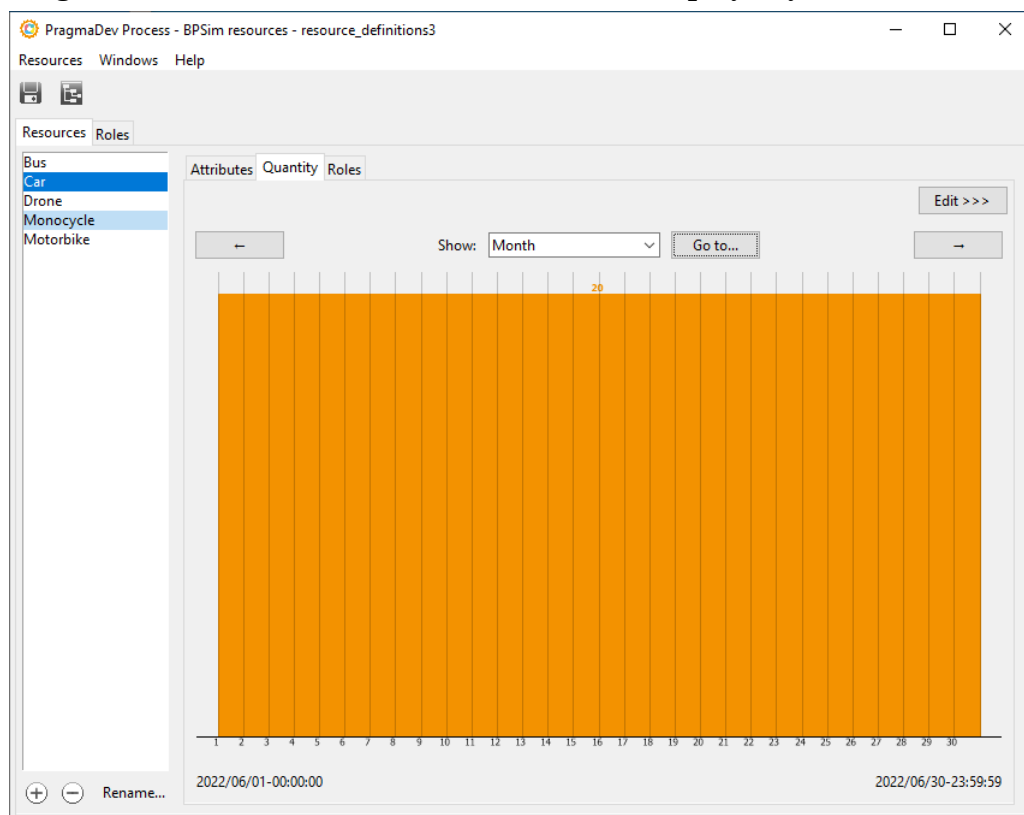 PragmaDev Process - BPSim resources - resource_definitions3
Resources Windows Help
Resources Roles
Bus
Car
Drone
Monocycle
Motorbike
Attributes Quantity Roles
Edit >>>
← Show: Month Go to... →
20
1 2 3 4 5 6 7 8 9 10 11 12 13 14 15 16 17 18 19 20 21 22 23 24 25 26 27 28 29 30
2022/06/01-00:00:00 2022/06/30-23:59:59
Rename...